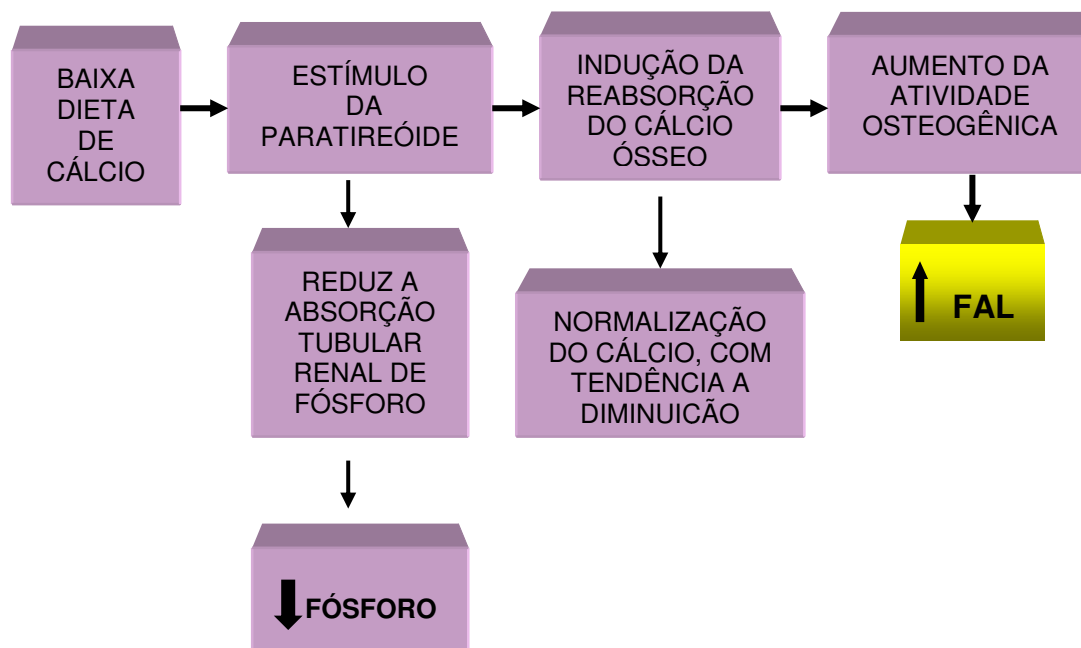 BAIXA
DIETA
DE
CÁLCIO
ESTÍMULO
DA
PARATIREÓIDE
INDUÇÃO DA
REABSORÇÃO
DO CÁLCIO
ÓSSEO
AUMENTO DA
ATIVIDADE
OSTEOGÊNICA
REDUZ A
ABSORÇÃO
TUBULAR
RENAL DE
FÓSFORO
NORMALIZAÇÃO
DO CÁLCIO, COM
TENDÊNCIA A
DIMINUICÃO
FAL
FÓSFORO